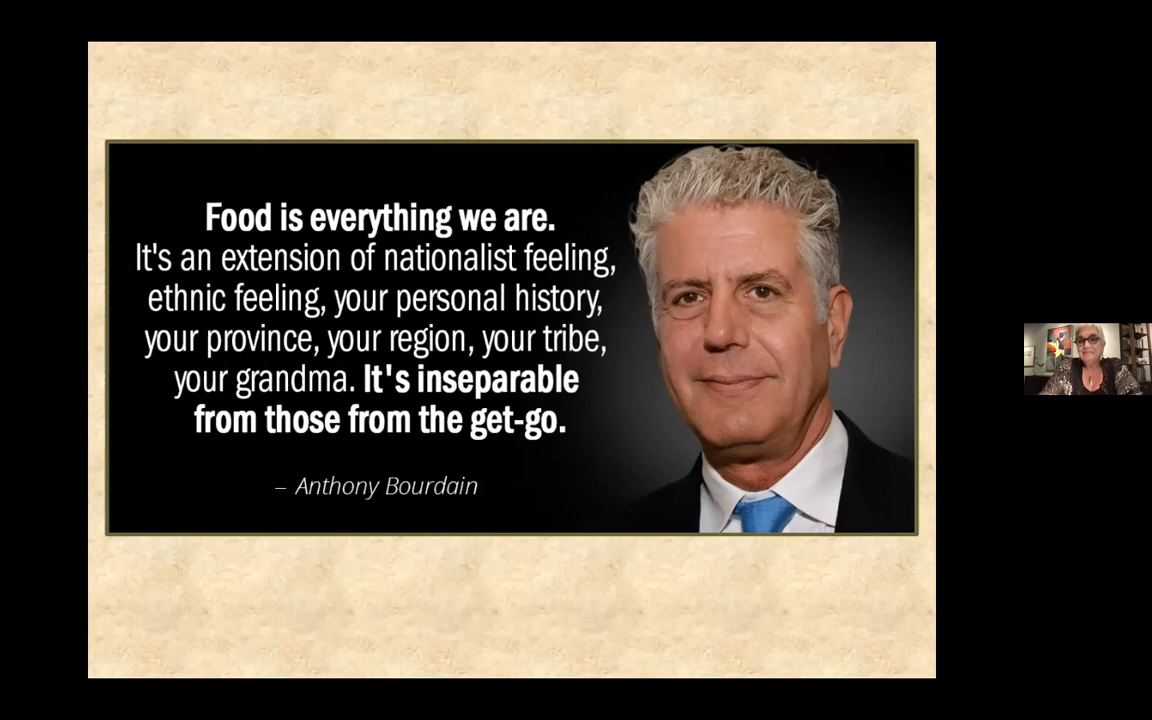 Food is everything we are.
It's an extension of nationalist feeling,
ethnic feeling, your personal history,
your province, your region, your tribe,
your grandma. It's inseparable
from those from the get-go.
– Anthony Bourdain